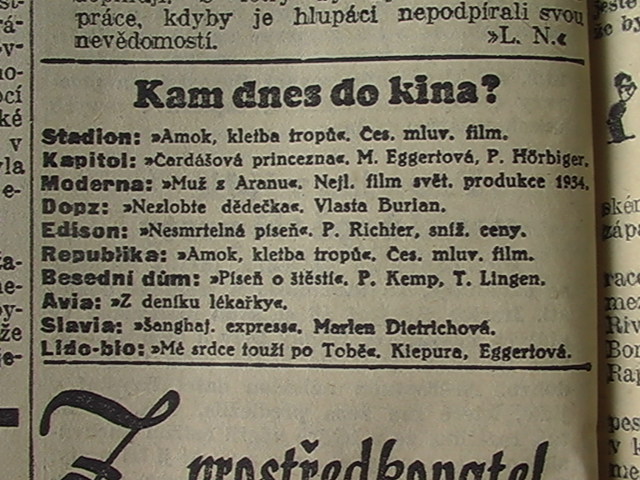 práce, kdyby je hlupáci nepodpírali svou
nevědomostí. »L. N.«
Kam dnes do kina?
Stadion: »Amok, kletba tropů«. Čes. mluv. film.
Kapitol: »Čardášová princezna«. M. Eggertová, P. Hörbiger.
Moderna: »Muž z Aranu«. Nejl. film svět. produkce 1934.
Dopz: »Nezlobte dědečka«. Vlasta Burian.
Edison: »Nesmrtelná píseň«. P. Richter, sníž. ceny.
Republika: »Amok, kletba tropů«. Čes. mluv. film.
Besední dům: »Píseň o štěstí«. P. Kemp, T. Lingen.
Avia: »Z deníku lékařky«.
Slavia: »Šanghaj. express«. Marlen Dietrichová.
Lido-bio: »Mé srdce touží po Tobě«. Kiepura, Eggertová.
prostředkovatel